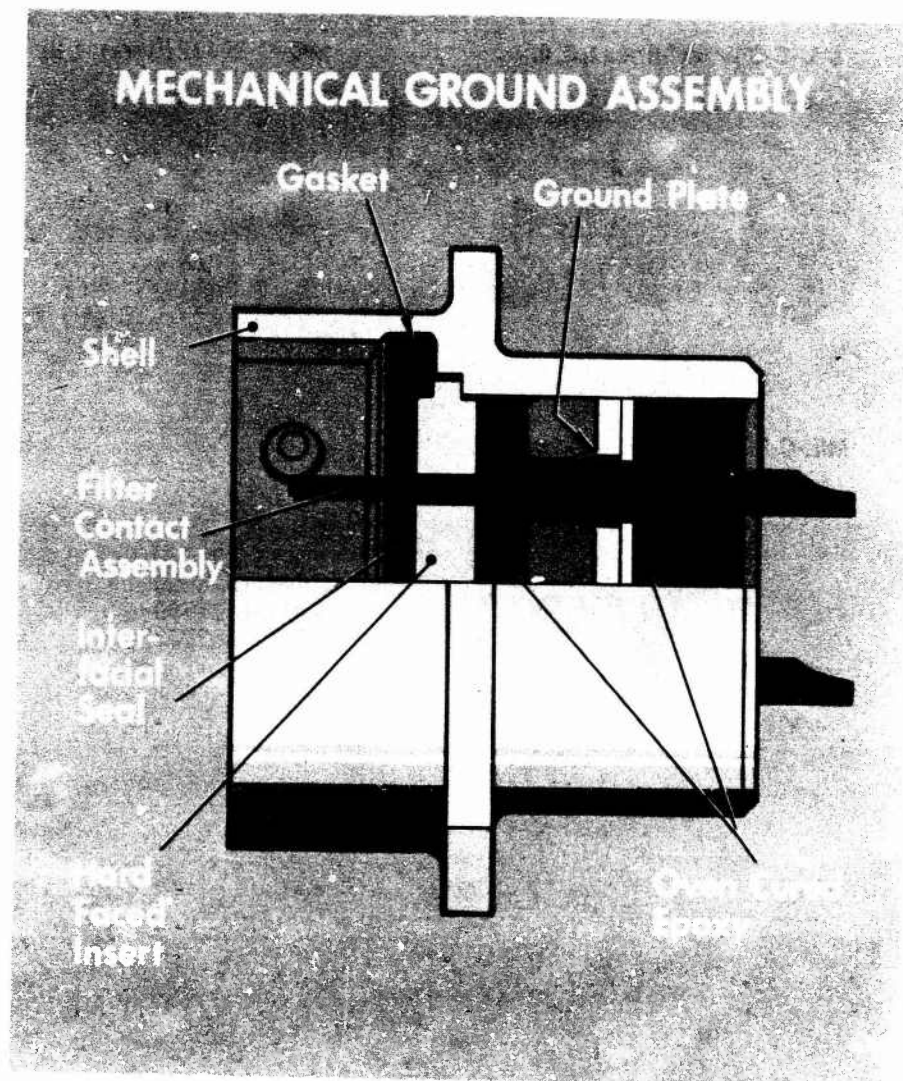 MECHANICAL GROUND ASSEMBLY
Gasket
Ground Plate
Shell
Filter
Contact
Assembly
Inter-
facial
Seal
Hard
Faced
Insert
Oven Cured
Epoxy